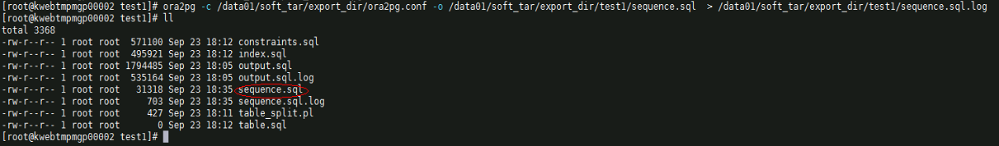 [root@kwebtmpmgp00002 test1]# ora2pg -c /data01/soft_tar/export_dir/ora2pg.conf -o /data01/soft_tar/export_dir/test1/sequence.sql  > /data01/soft_tar/export_dir/test1/sequence.sql.log
[root@kwebtmpmgp00002 test1]# ll
total 3368
-rw-r--r-- 1 root root  571100 Sep 23 18:12 constraints.sql
-rw-r--r-- 1 root root  495921 Sep 23 18:12 index.sql
-rw-r--r-- 1 root root 1794485 Sep 23 18:05 output.sql
-rw-r--r-- 1 root root  535164 Sep 23 18:05 output.sql.log
-rw-r--r-- 1 root root   31318 Sep 23 18:35 sequence.sql
-rw-r--r-- 1 root root     703 Sep 23 18:35 sequence.sql.log
-rw-r--r-- 1 root root     427 Sep 23 18:11 table_split.pl
-rw-r--r-- 1 root root       0 Sep 23 18:12 table.sql
[root@kwebtmpmgp00002 test1]#